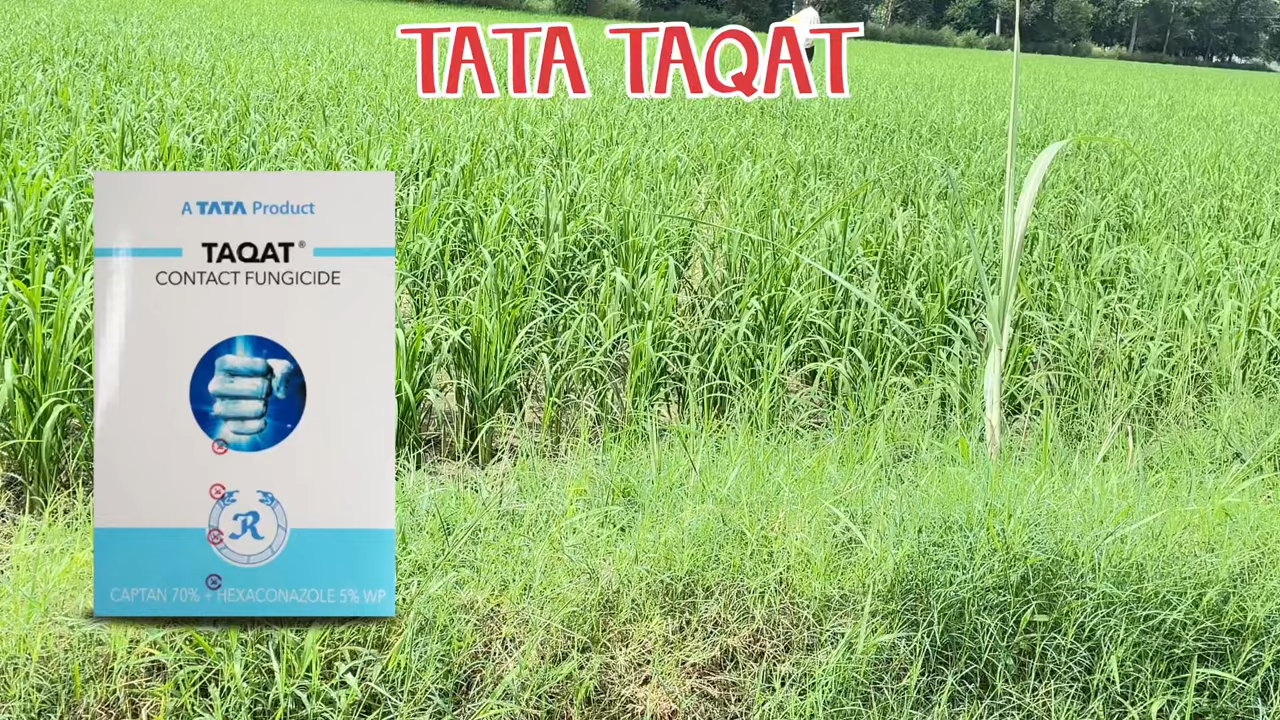 TATA TAQAT
A TATA Product
TAQAT®
CONTACT FUNGICIDE
R
CAPTAN 70% + HEXACONAZOLE 5% WP